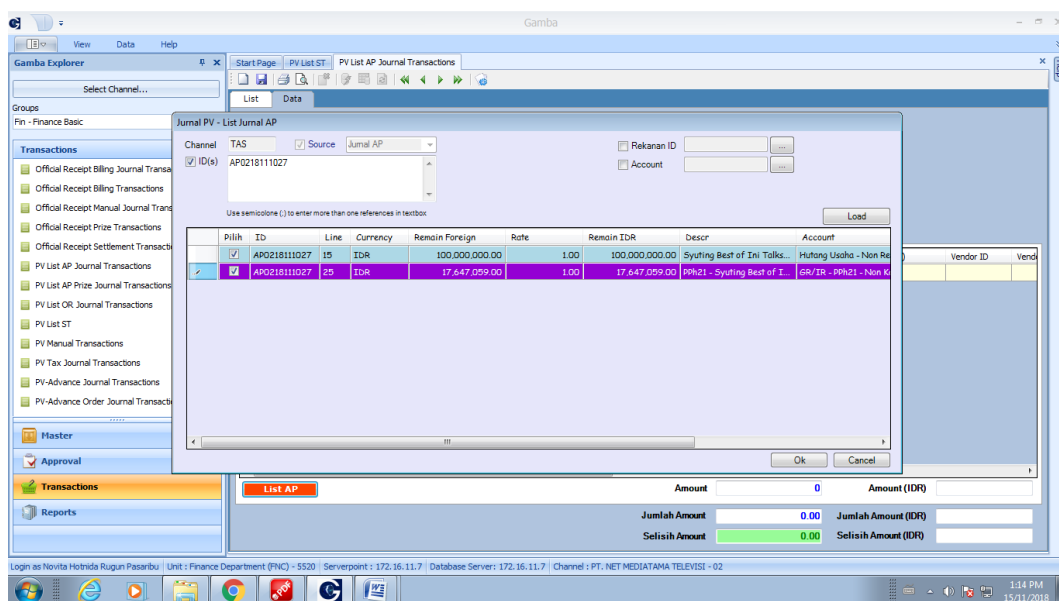 Gamba
View Data Help
Gamba Explorer
Start Page PV List ST PV List AP Journal Transactions
Select Channel...
List Data
Groups
Fin - Finance Basic
Jurnal PV - List Jurnal AP
Channel TAS Source Jurnal AP Rekanan ID ...
ID(s) AP0218111027 Account ...
Use semicolone (;) to enter more than one references in textbox
Load
Pilih ID Line Currency Remain Foreign Rate Remain IDR Descr Account
AP0218111027 15 IDR 100,000,000.00 1.00 100,000,000.00 Syuting Best of Ini Talks... Hutang Usaha - Non Re
AP0218111027 25 IDR 17,647,059.00 1.00 17,647,059.00 PPh21 - Syuting Best of I... GR/IR - PPh21 - Non K
Vendor ID Vend
Ok Cancel
Transactions
Official Receipt Billing Journal Transa
Official Receipt Billing Transactions
Official Receipt Manual Journal Trans
Official Receipt Prize Transactions
Official Receipt Settlement Transacti
PV List AP Journal Transactions
PV List AP Prize Journal Transactions
PV List OR Journal Transactions
PV List ST
PV Manual Transactions
PV Tax Journal Transactions
PV-Advance Journal Transactions
PV-Advance Order Journal Transacti
Master
Approval
Transactions
Reports
List AP Amount 0 Amount (IDR)
Jumlah Amount 0.00 Jumlah Amount (IDR)
Selisih Amount 0.00 Selisih Amount (IDR)
Login as Novita Hotnida Rugun Pasaribu Unit : Finance Department (FNC) - 5520 Serverpoint : 172.16.11.7 Database Server: 172.16.11.7 Channel : PT. NET MEDIATAMA TELEVISI - 02
1:14 PM
15/11/2018